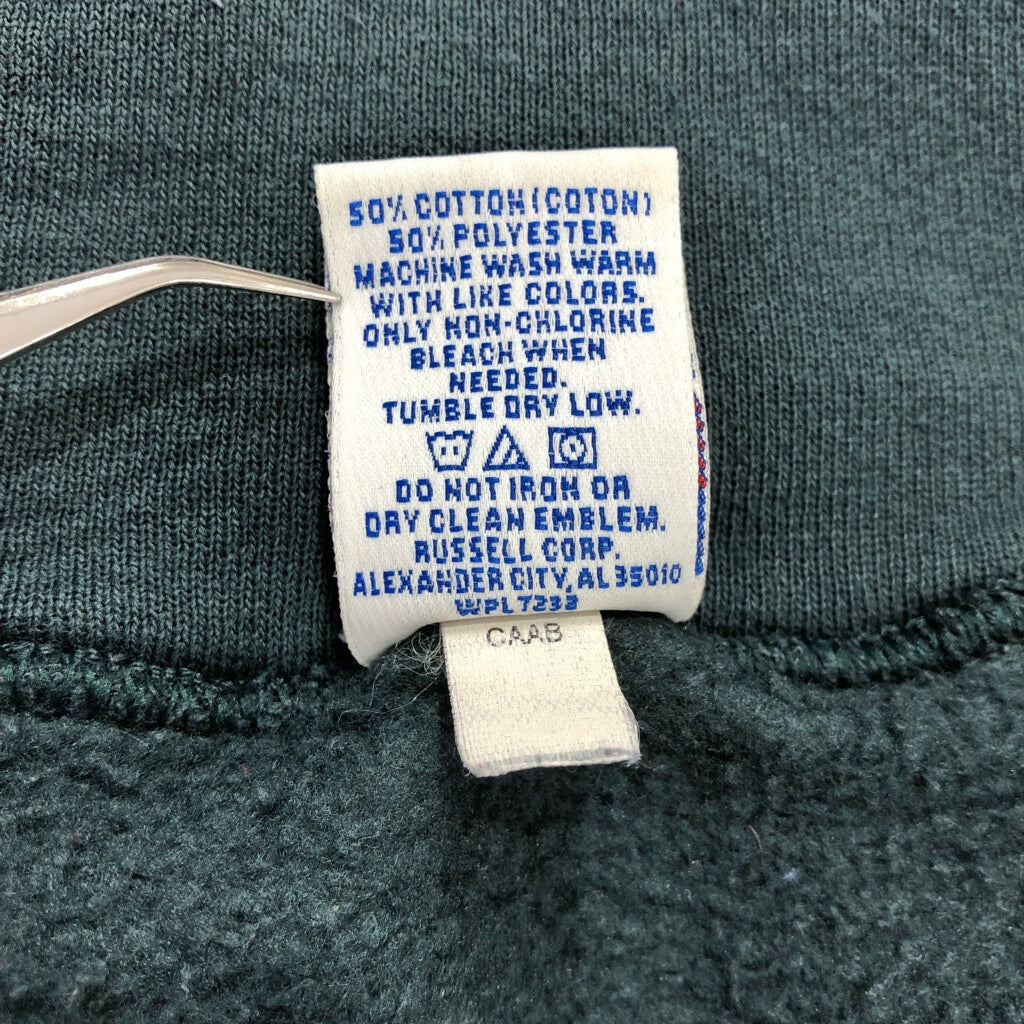 50% COTTON (COTON)
50% POLYESTER
MACHINE WASH WARM
WITH LIKE COLORS.
ONLY NON-CHLORINE
BLEACH WHEN
NEEDED.
TUMBLE DRY LOW.
DO NOT IRON OR
DRY CLEAN EMBLEM.
RUSSELL CORP.
ALEXANDER CITY, AL 35010
WPL 7233
CAAB